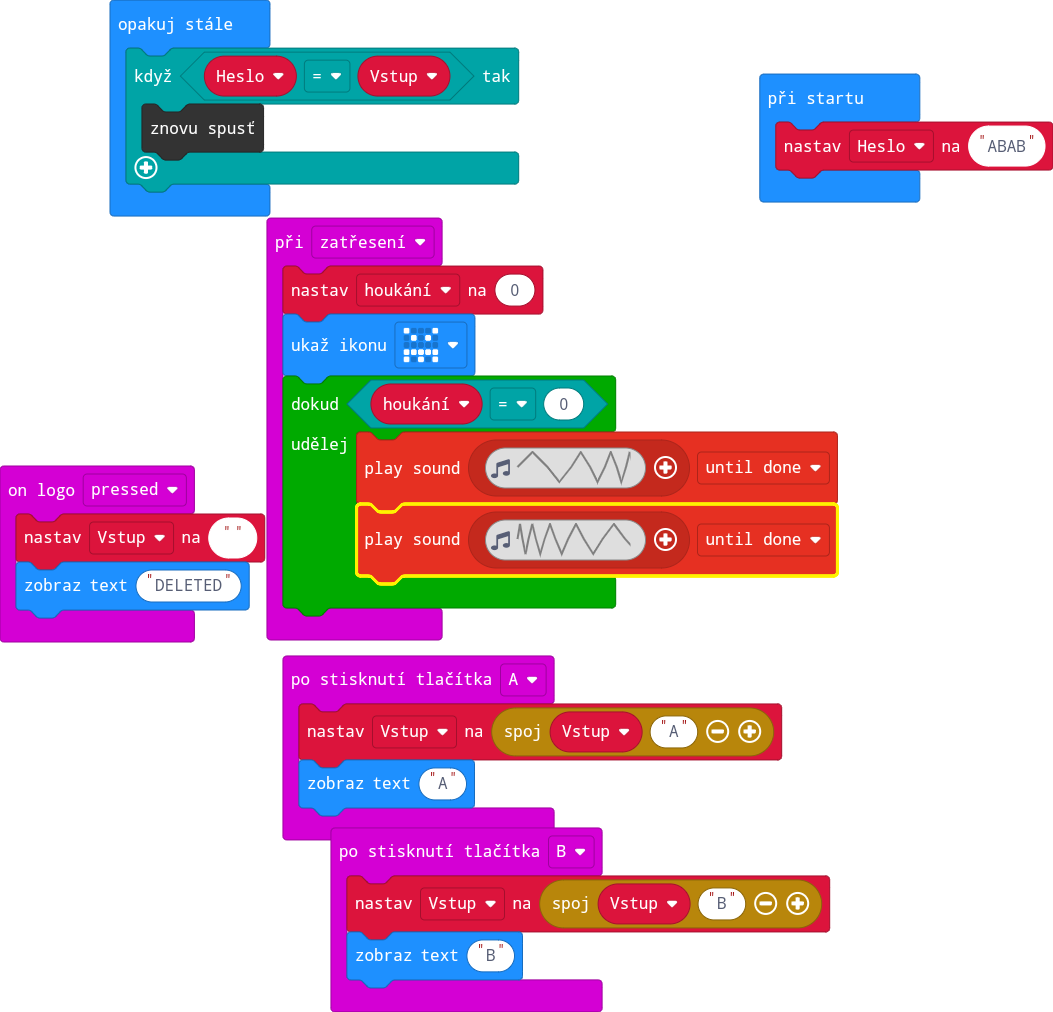 opakuj stále
když Heslo = Vstup tak
znovu spusť
při startu
nastav Heslo na "ABAB"
při zatřesení
nastav houkání na 0
ukaž ikonu
dokud houkání = 0
udělej
play sound until done
play sound until done
on logo pressed
nastav Vstup na ""
zobraz text "DELETED"
po stisknutí tlačítka A
nastav Vstup na spoj Vstup "A"
zobraz text "A"
po stisknutí tlačítka B
nastav Vstup na spoj Vstup "B"
zobraz text "B"